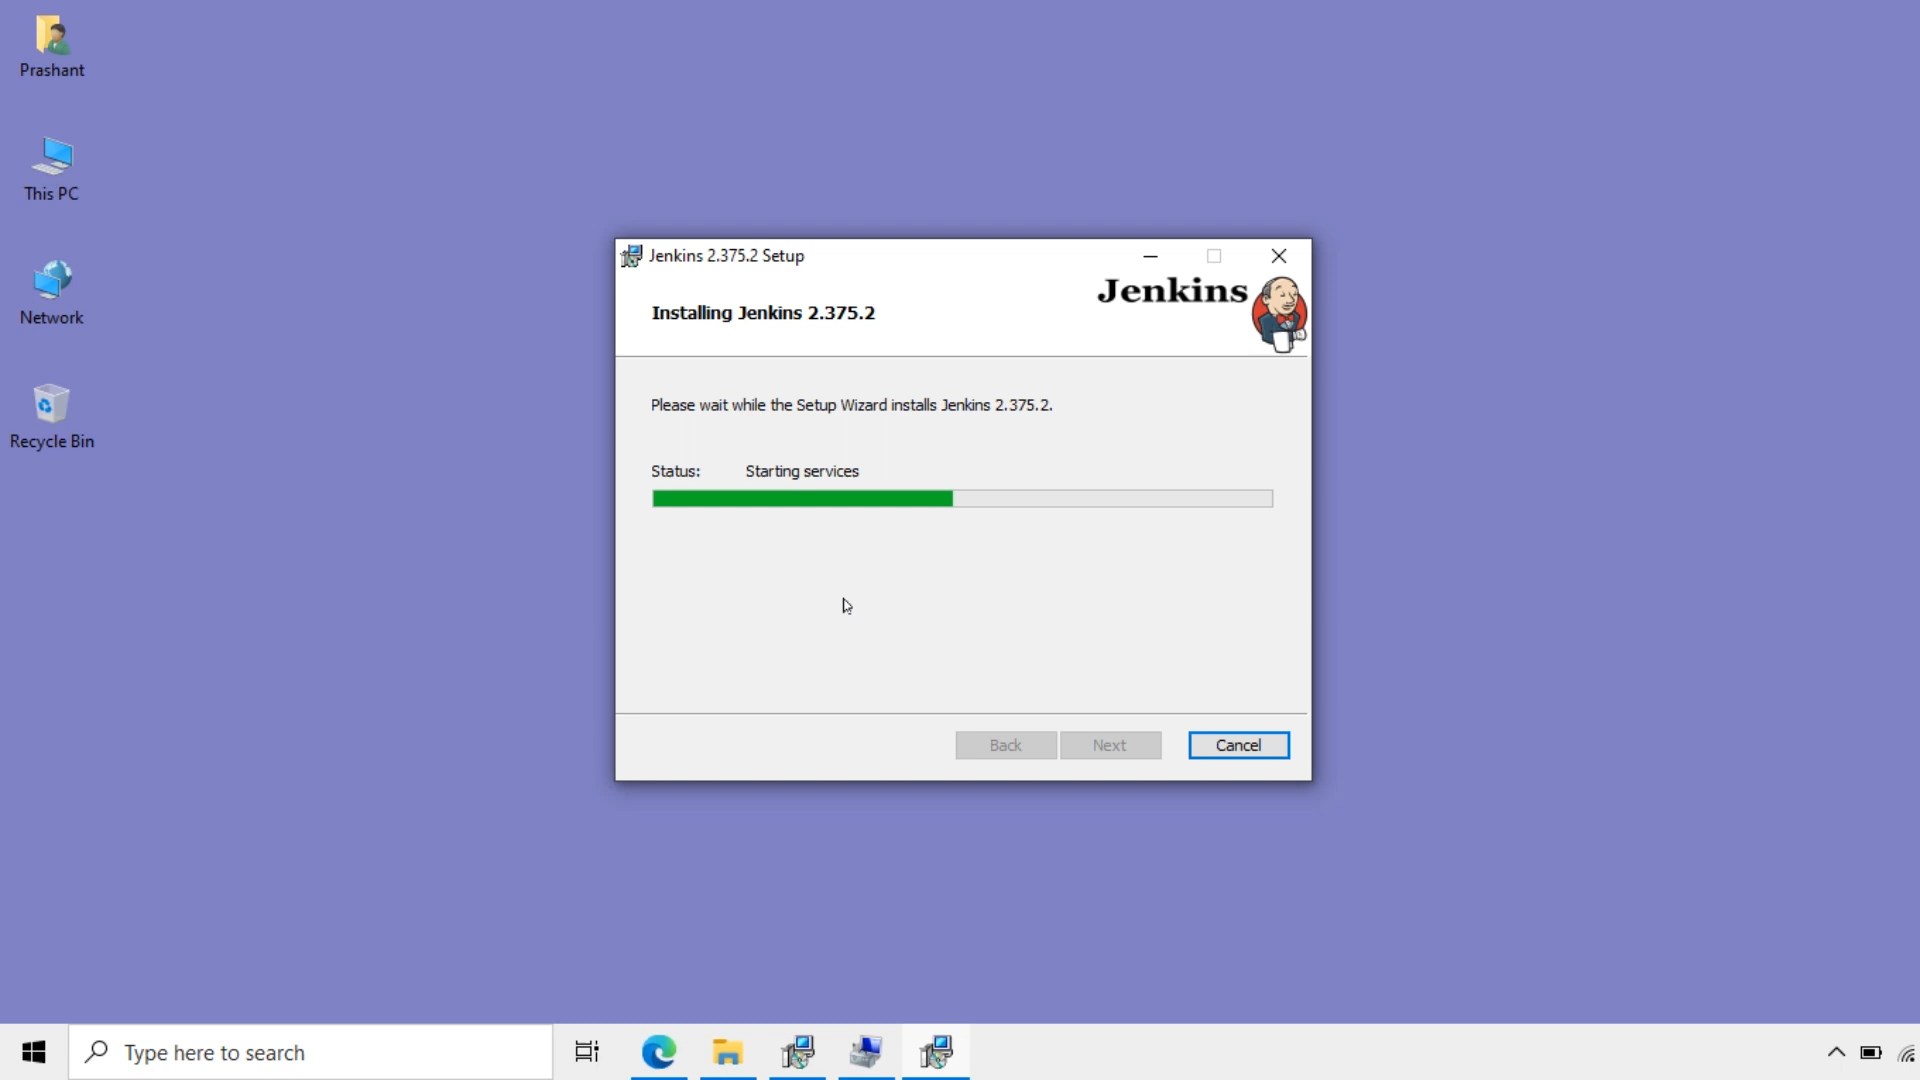 Prashant
This PC
Network
Recycle Bin
Jenkins 2.375.2 Setup
Jenkins
Installing Jenkins 2.375.2
Please wait while the Setup Wizard installs Jenkins 2.375.2.
Status: Starting services
Back Next Cancel
Type here to search